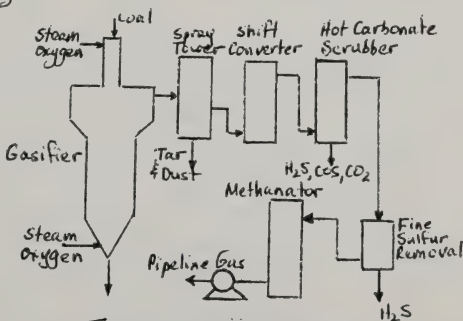 Coal
Steam
Oxygen
Spray
Tower
Shift
Converter
Hot Carbonate
Scrubber
Gasifier
Tar
& Dust
H₂S, COS, CO₂
Methanator
Steam
Oxygen
Pipeline Gas
Fine
Sulfur
Removal
H₂S